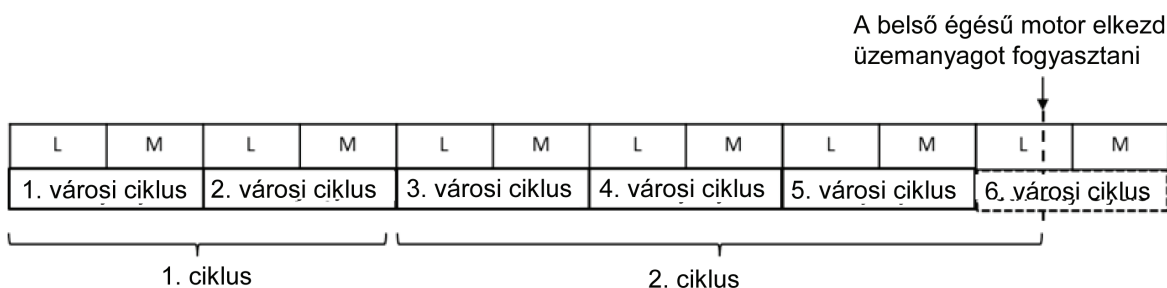 A belső égésű motor elkezd
üzemanyagot fogyasztani
L M L M L M L M L M L M
1. városi ciklus 2. városi ciklus 3. városi ciklus 4. városi ciklus 5. városi ciklus 6. városi ciklus
1. ciklus 2. ciklus